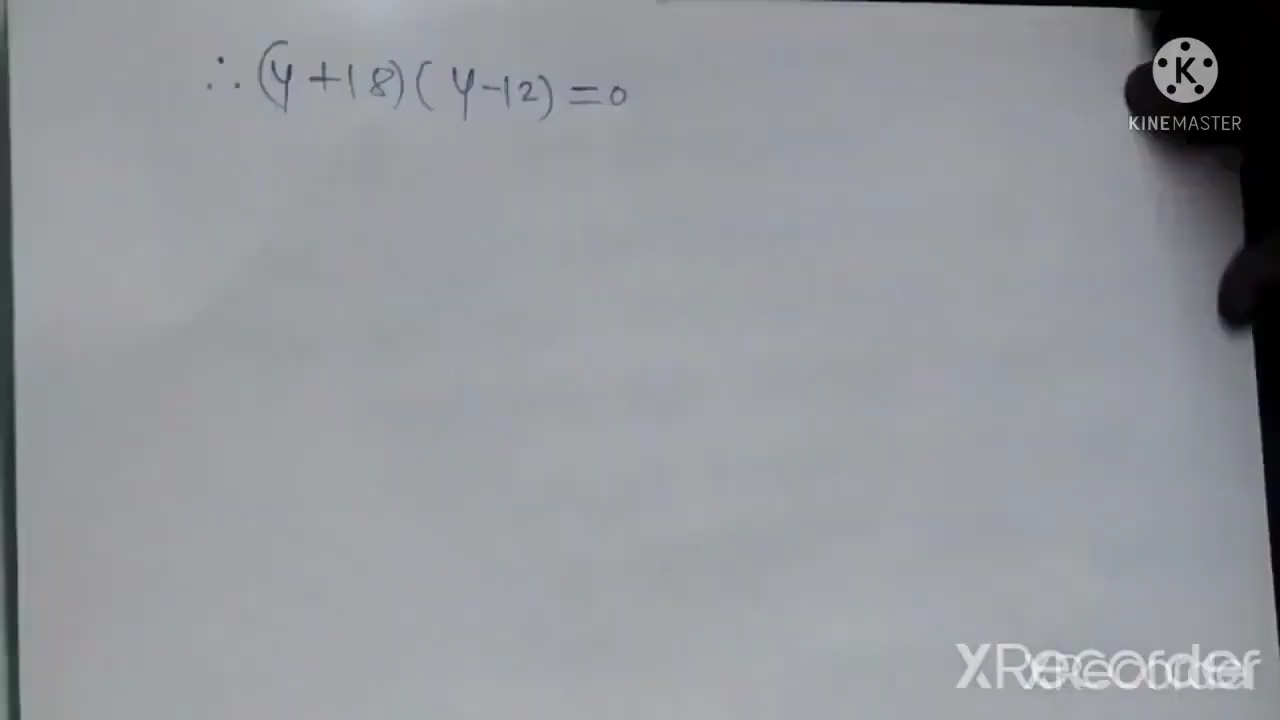 ∴ (y + 18) ( y - 12) = 0
K
KINEMASTER
XRecorder